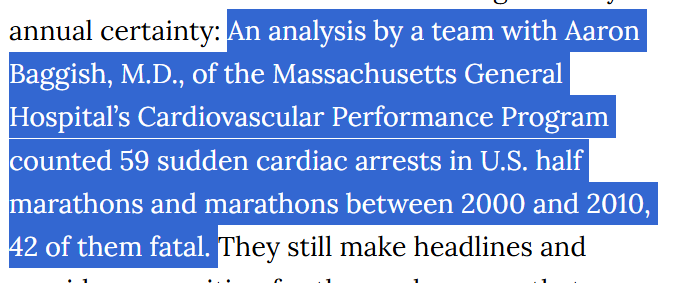 annual certainty: An analysis by a team with Aaron
Baggish, M.D., of the Massachusetts General
Hospital’s Cardiovascular Performance Program
counted 59 sudden cardiac arrests in U.S. half
marathons and marathons between 2000 and 2010,
42 of them fatal. They still make headlines and